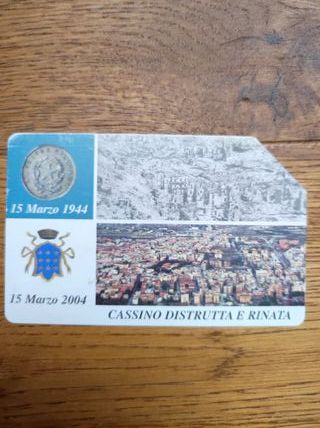 15 Marzo 1944
15 Marzo 2004
CASSINO DISTRUTTA E RINATA